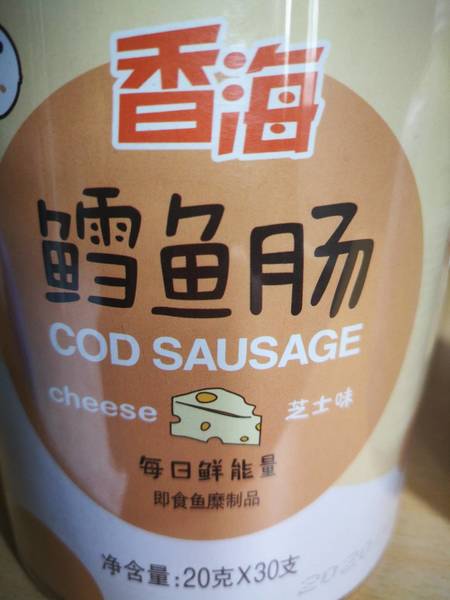 香海
鳕鱼肠
COD SAUSAGE
cheese 芝士味
每日鲜能量
即食鱼糜制品
净含量:20克X30支
2020